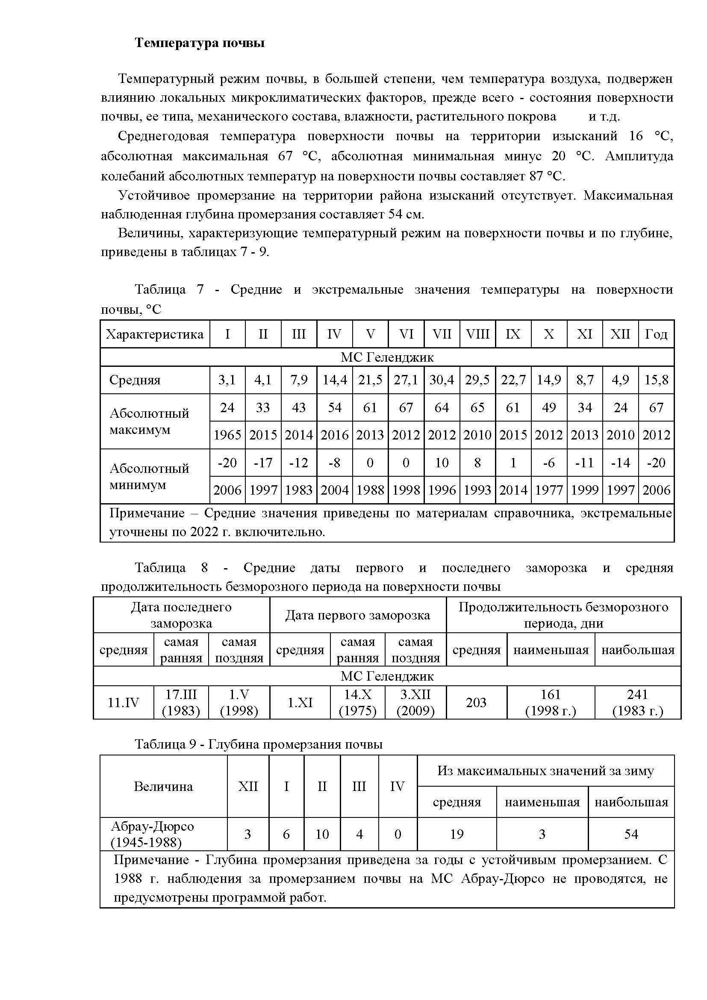 Температура почвы
Температурный режим почвы, в большей степени, чем температура воздуха, подвержен
влиянию локальных микроклиматических факторов, прежде всего - состояния поверхности
почвы, ее типа, механического состава, влажности, растительного покрова и т.д.
Среднегодовая температура поверхности почвы на территории изысканий 16 °С,
абсолютная максимальная 67 °С, абсолютная минимальная минус 20 °С. Амплитуда
колебаний абсолютных температур на поверхности почвы составляет 87 °С.
Устойчивое промерзание на территории района изысканий отсутствует. Максимальная
наблюденная глубина промерзания составляет 54 см.
Величины, характеризующие температурный режим на поверхности почвы и по глубине,
приведены в таблицах 7 - 9.
Таблица 7 - Средние и экстремальные значения температуры на поверхности
почвы, °С
Характеристика I II III IV V VI VII VIII IX X XI XII Год
МС Геленджик
Средняя 3,1 4,1 7,9 14,4 21,5 27,1 30,4 29,5 22,7 14,9 8,7 4,9 15,8
Абсолютный
максимум
24 33 43 54 61 67 64 65 61 49 34 24 67
1965 2015 2014 2016 2013 2012 2012 2010 2015 2012 2013 2010 2012
Абсолютный
минимум
-20 -17 -12 -8 0 0 10 8 1 -6 -11 -14 -20
2006 1997 1983 2004 1988 1998 1996 1993 2014 1977 1999 1997 2006
Примечание – Средние значения приведены по материалам справочника, экстремальные
уточнены по 2022 г. включительно.
Таблица 8 - Средние даты первого и последнего заморозка и средняя
продолжительность безморозного периода на поверхности почвы
Дата последнего
заморозка
Дата первого заморозка
Продолжительность безморозного
периода, дни
средняя
самая
ранняя
самая
поздняя
средняя
самая
ранняя
самая
поздняя
средняя
наименьшая
наибольшая
МС Геленджик
11.IV
17.III
(1983)
1.V
(1998)
1.XI
14.X
(1975)
3.XII
(2009)
203
161
(1998 г.)
241
(1983 г.)
Таблица 9 - Глубина промерзания почвы
Величина XII I II III IV
Из максимальных значений за зиму
средняя наименьшая наибольшая
Абрау-Дюрсо
(1945-1988)
3 6 10 4 0 19 3 54
Примечание - Глубина промерзания приведена за годы с устойчивым промерзанием. С
1988 г. наблюдения за промерзанием почвы на МС Абрау-Дюрсо не проводятся, не
предусмотрены программой работ.